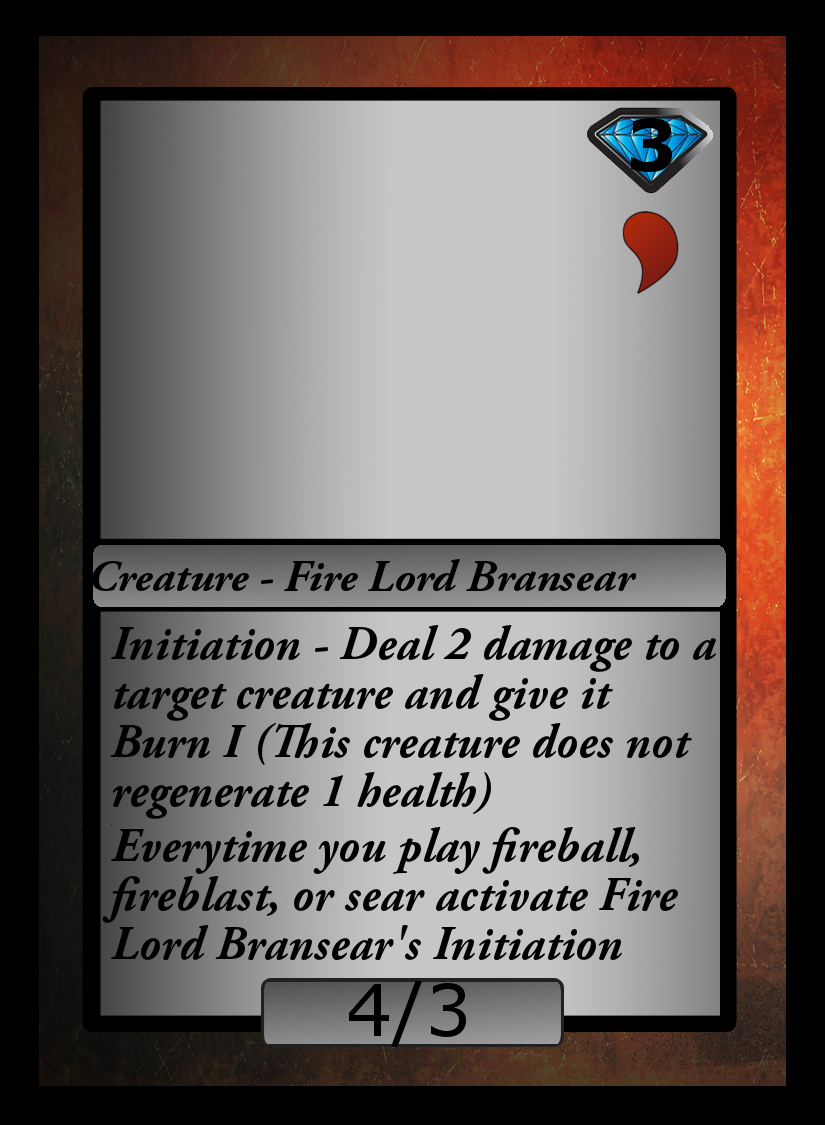 3
Creature - Fire Lord Bransear
Initiation - Deal 2 damage to a
target creature and give it
Burn I (This creature does not
regenerate 1 health)
Everytime you play fireball,
fireblast, or sear activate Fire
Lord Bransear's Initiation
4/3